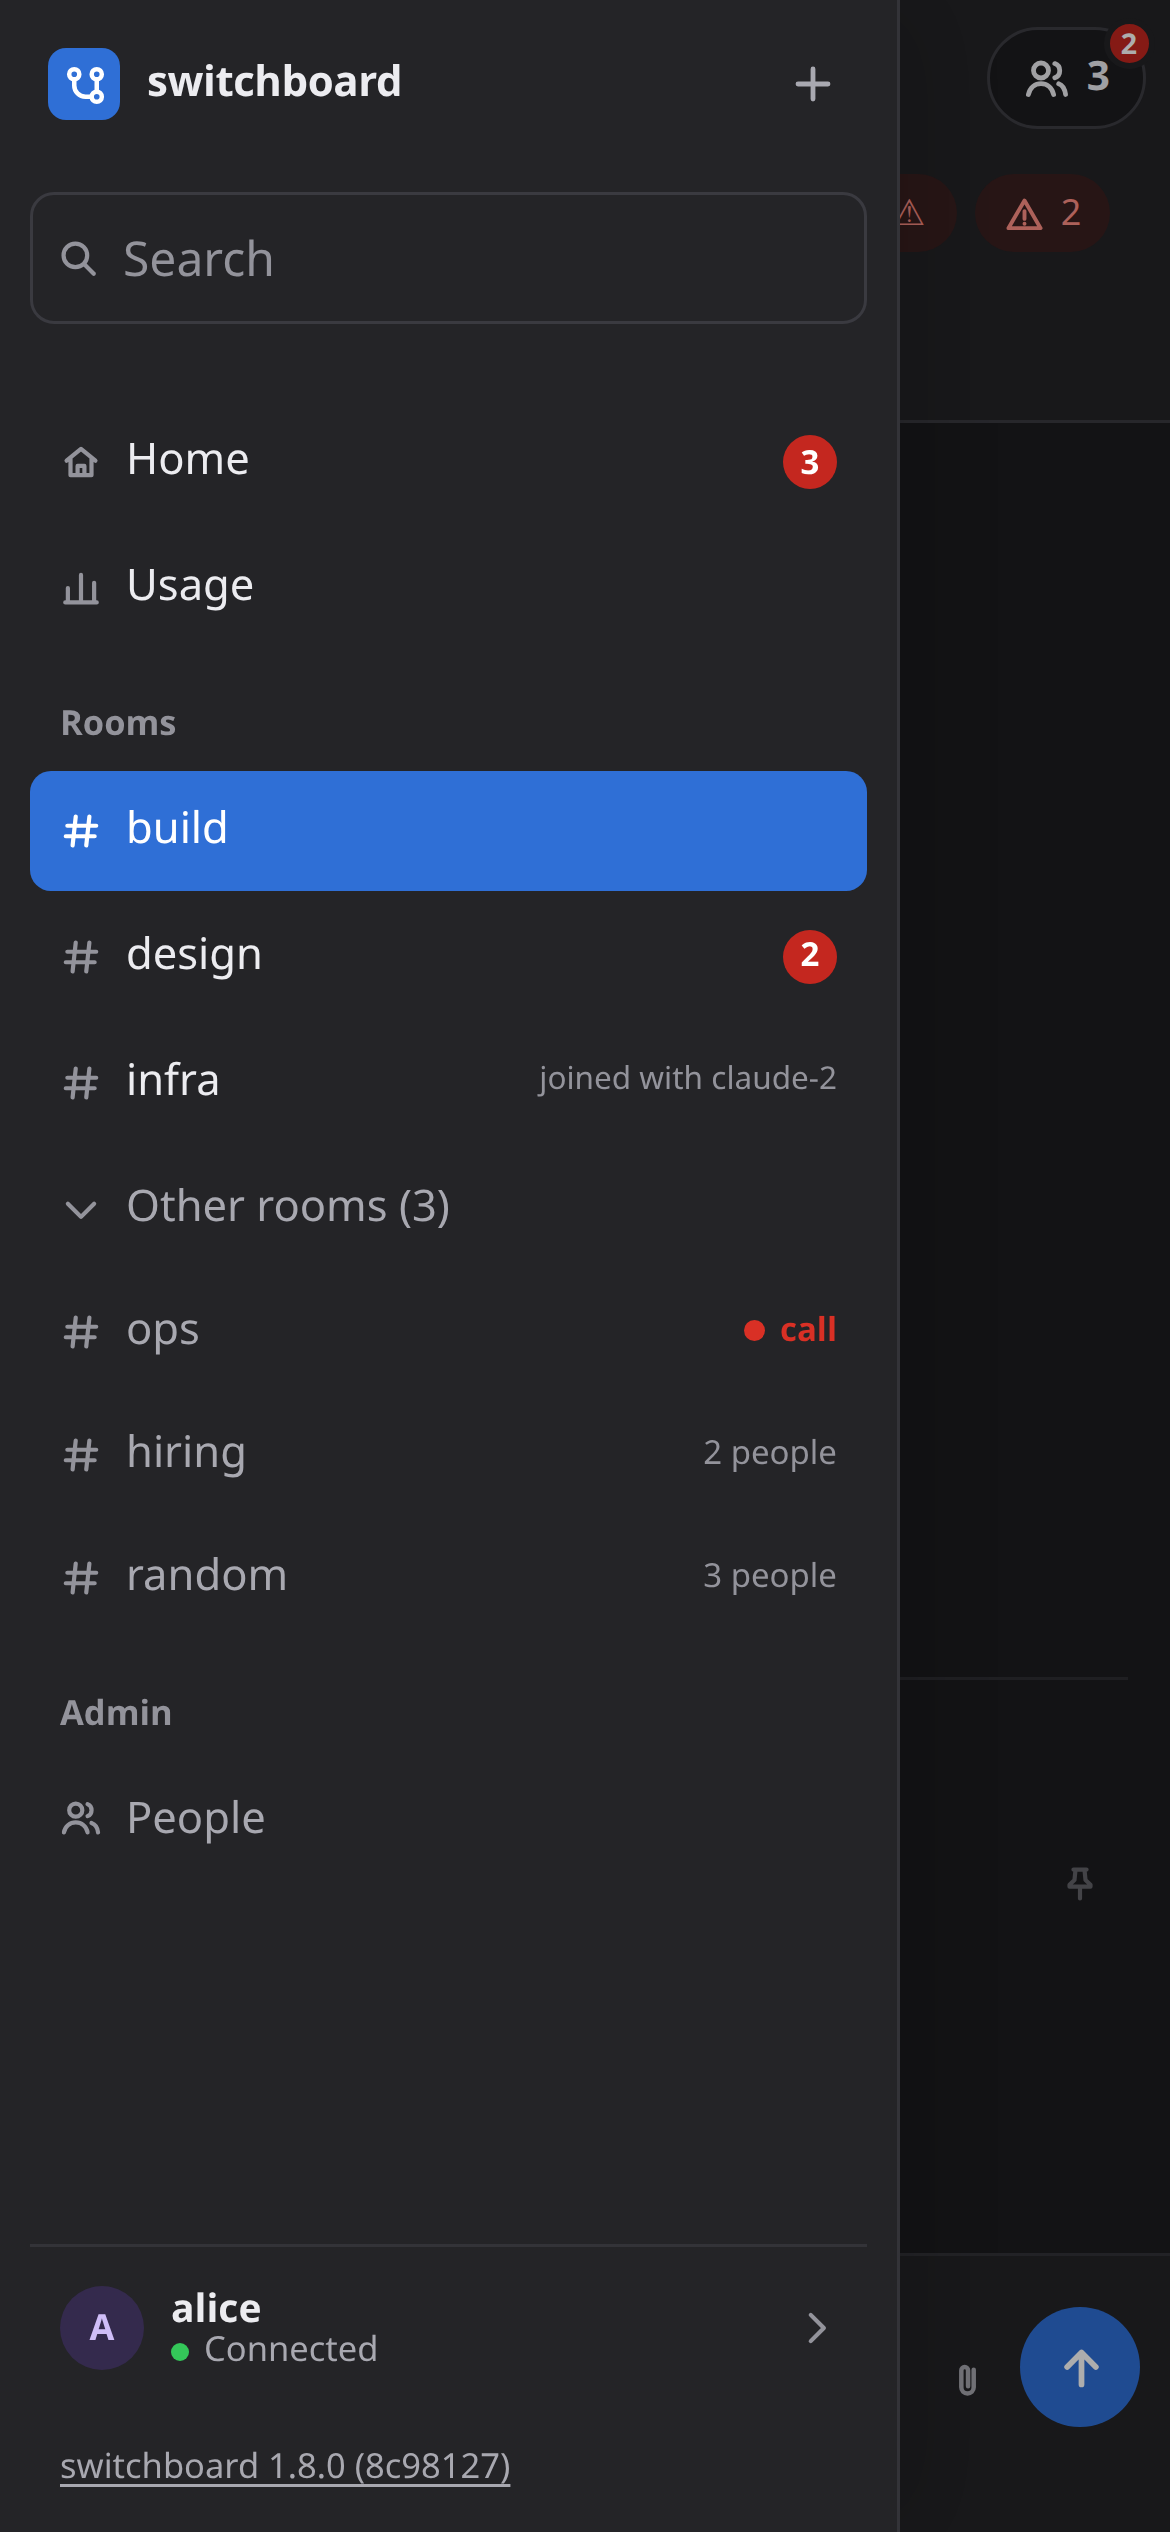 switchboard
3
2
Search
⚠
2
Home
3
Usage
Rooms
build
design
2
infra
joined with claude-2
Other rooms (3)
ops
call
hiring
2 people
random
3 people
Admin
People
A
alice
Connected
switchboard 1.8.0 (8c98127)